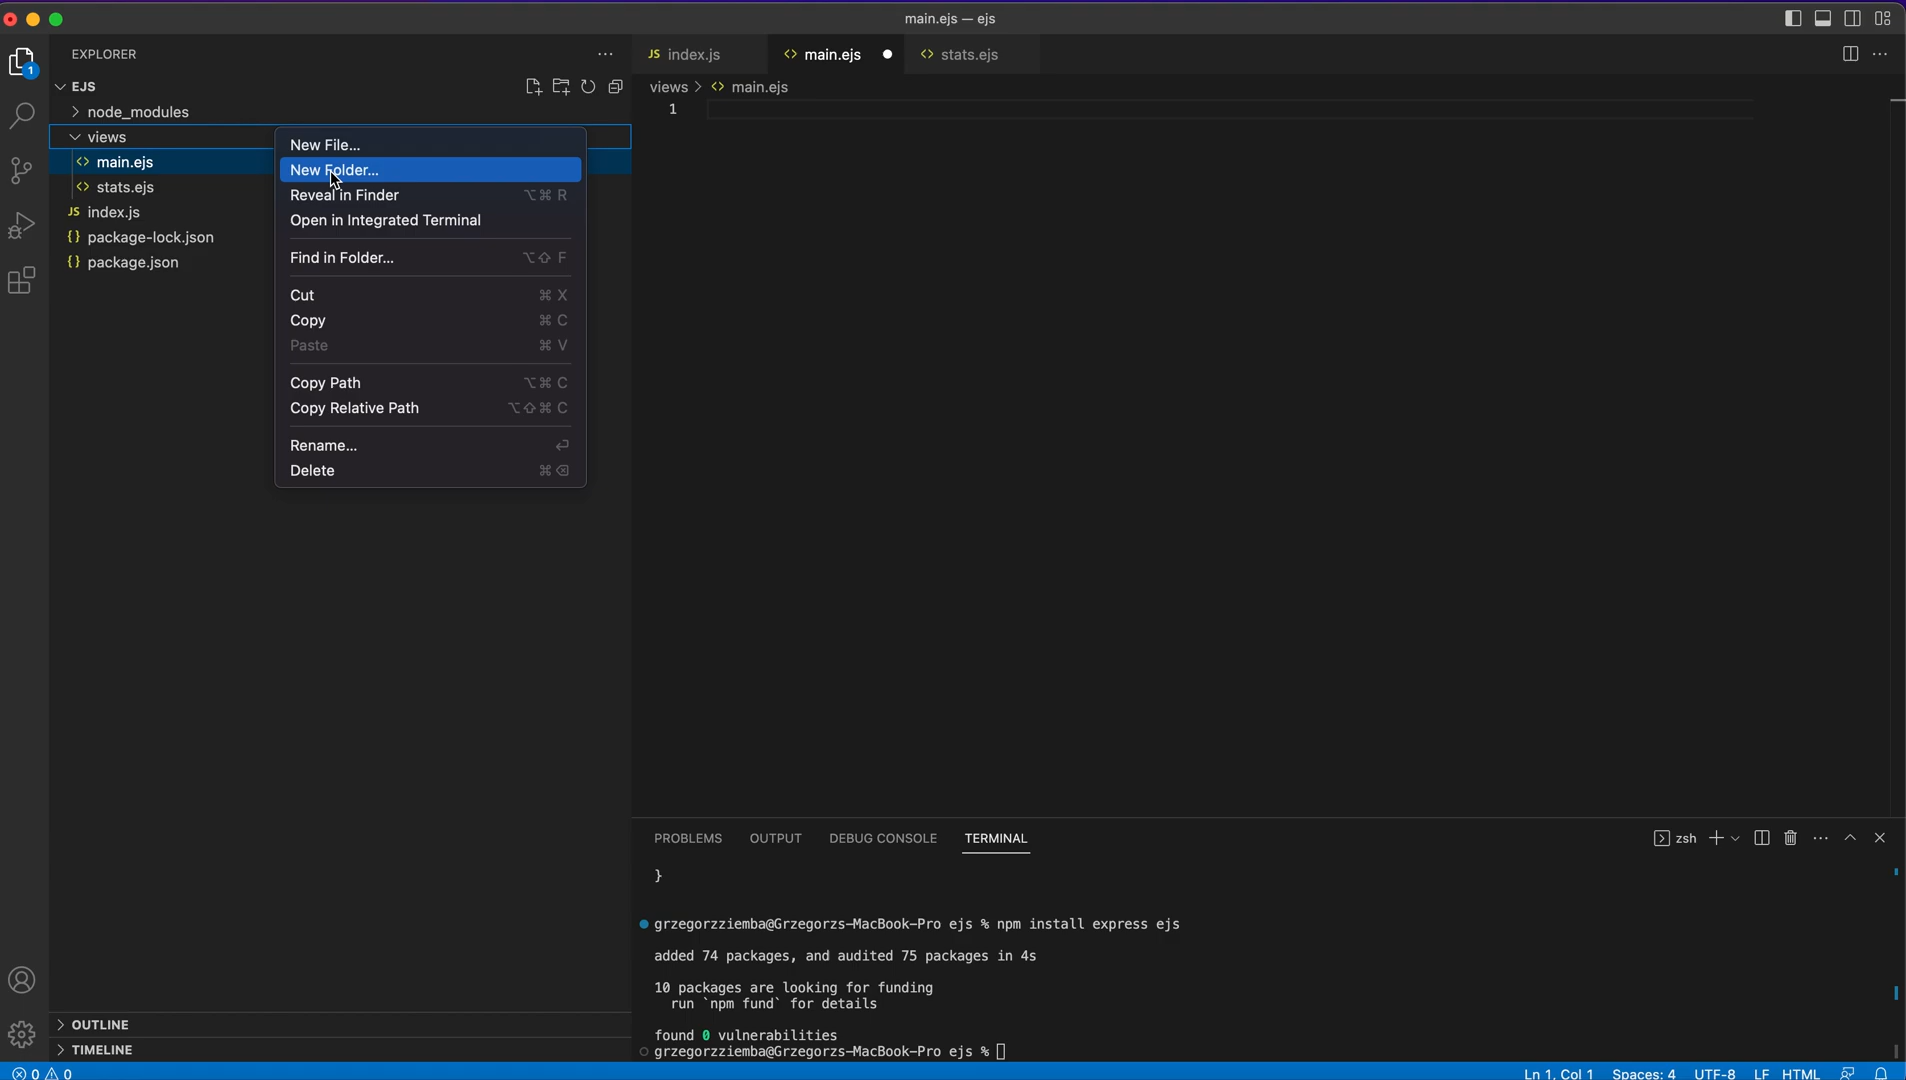 main.ejs — ejs
EXPLORER
EJS
node_modules
views
main.ejs
stats.ejs
index.js
package-lock.json
package.json
New File...
New Folder...
Reveal in Finder ⌥⌘ R
Open in Integrated Terminal
Find in Folder... ⌥⇧ F
Cut ⌘ X
Copy ⌘ C
Paste ⌘ V
Copy Path ⌥⌘ C
Copy Relative Path ⌥⇧⌘ C
Rename... ⏎
Delete ⌘⌫
OUTLINE
TIMELINE
JS index.js <> main.ejs ● <> stats.ejs
views > <> main.ejs
1
PROBLEMS OUTPUT DEBUG CONSOLE TERMINAL
zsh
}
grzegorzziemba@Grzegorzs-MacBook-Pro ejs % npm install express ejs
added 74 packages, and audited 75 packages in 4s
10 packages are looking for funding
run `npm fund` for details
found 0 vulnerabilities
grzegorzziemba@Grzegorzs-MacBook-Pro ejs %
0 0 Ln 1, Col 1 Spaces: 4 UTF-8 LF HTML